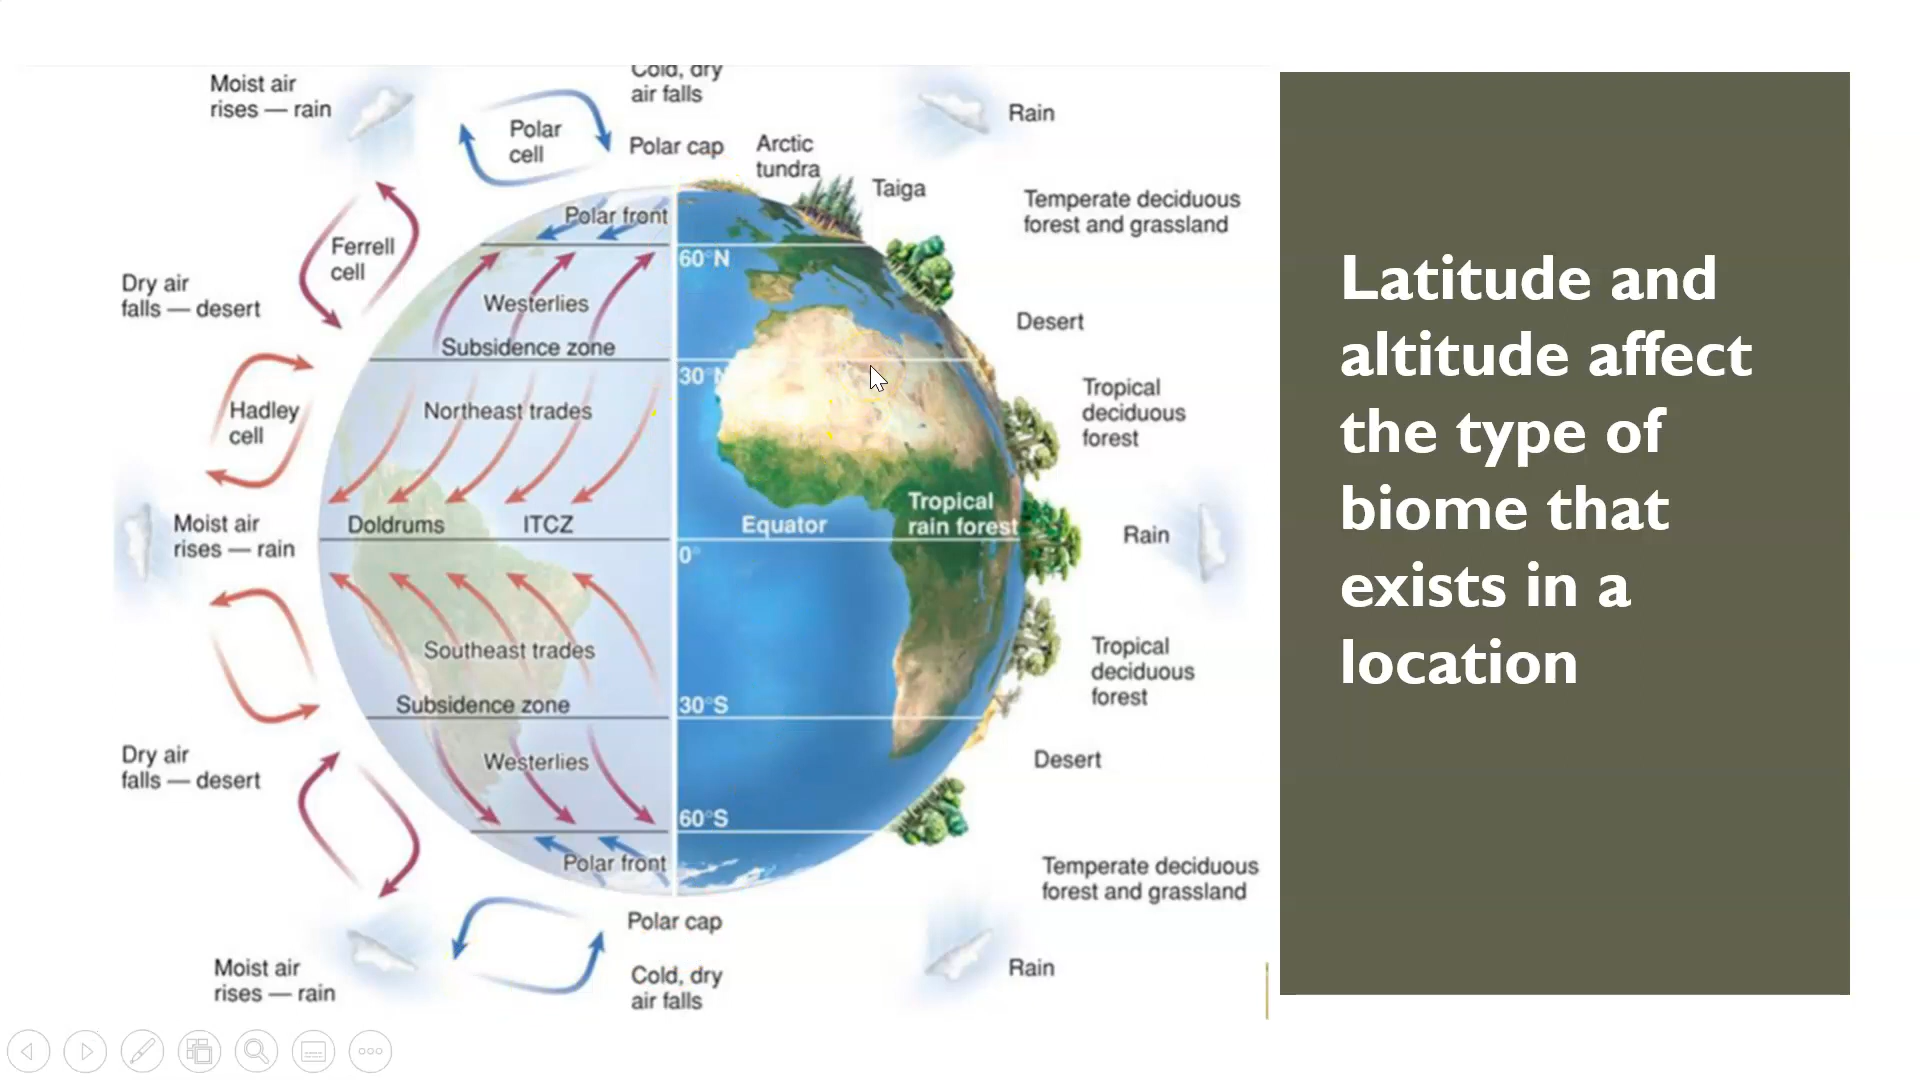 Moist air
rises — rain
Polar
cell
Cold, dry
air falls
Polar cap
Arctic
tundra
Taiga
Rain
Temperate deciduous
forest and grassland
Ferrell
cell
Dry air
falls — desert
Polar front
60°N
Westerlies
Subsidence zone
30°N
Desert
Hadley
cell
Northeast trades
Tropical
deciduous
forest
Moist air
rises — rain
Doldrums
ITCZ
Equator
0°
Tropical
rain forest
Rain
Southeast trades
Subsidence zone
30°S
Tropical
deciduous
forest
Dry air
falls — desert
Westerlies
60°S
Desert
Polar front
Temperate deciduous
forest and grassland
Polar cap
Moist air
rises — rain
Cold, dry
air falls
Rain
Latitude and
altitude affect
the type of
biome that
exists in a
location